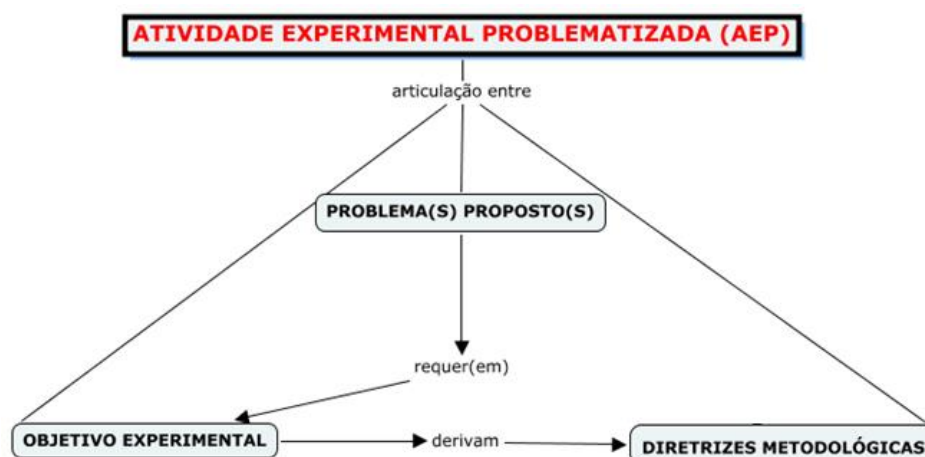 ATIVIDADE EXPERIMENTAL PROBLEMATIZADA (AEP)
articulação entre
PROBLEMA(S) PROPOSTO(S)
requer(em)
OBJETIVO EXPERIMENTAL
derivam
DIRETRIZES METODOLÓGICAS